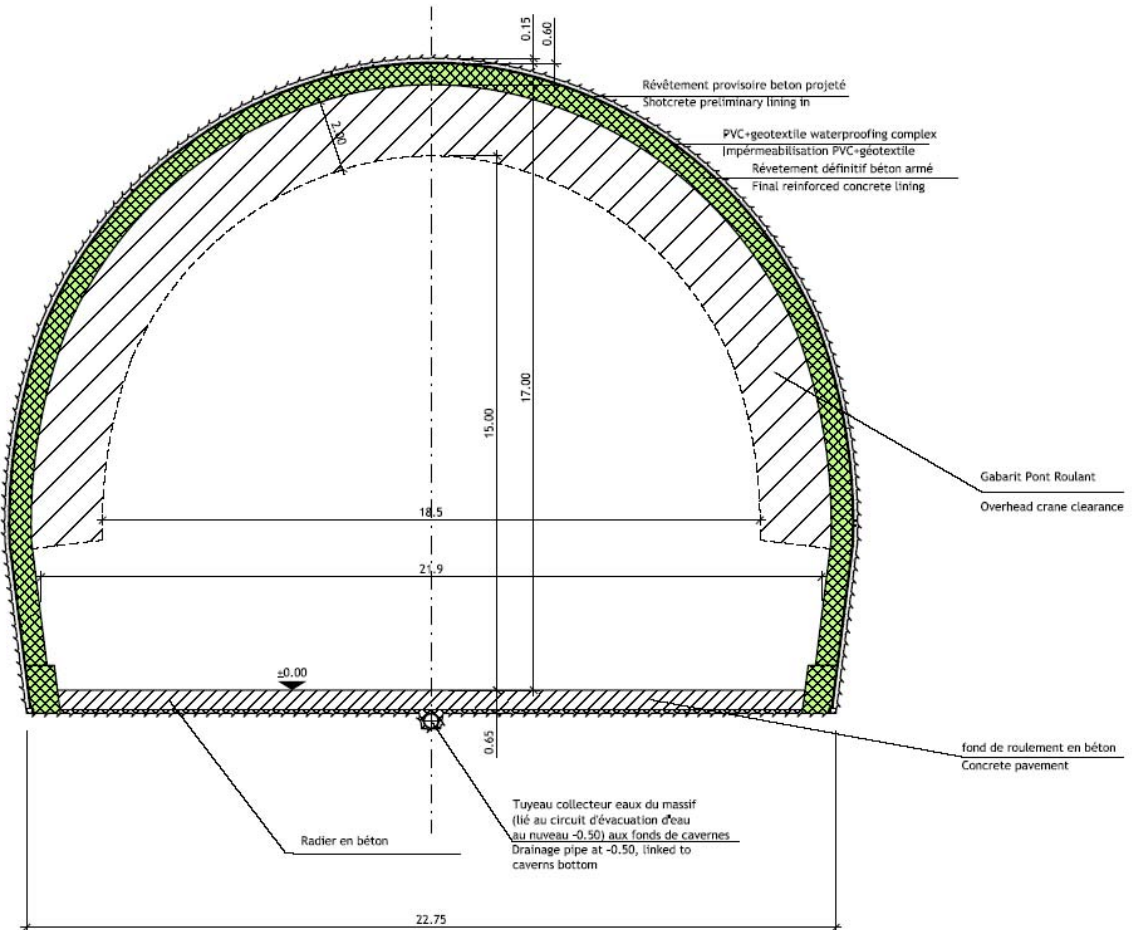 0.15
0.60
Révêtement provisoire beton projeté
Shotcrete preliminary lining in
PVC+geotextile waterproofing complex
Impérmeabilisation PVC+géotextile
Révetement définitif béton armé
Final reinforced concrete lining
2.00
15.00
17.00
Gabarit Pont Roulant
Overhead crane clearance
18.5
21.9
±0.00
0.65
fond de roulement en béton
Concrete pavement
Tuyeau collecteur eaux du massif
(lié au circuit d'évacuation d'eau
au nuveau -0.50) aux fonds de cavernes
Drainage pipe at -0.50, linked to
caverns bottom
Radier en béton
22.75